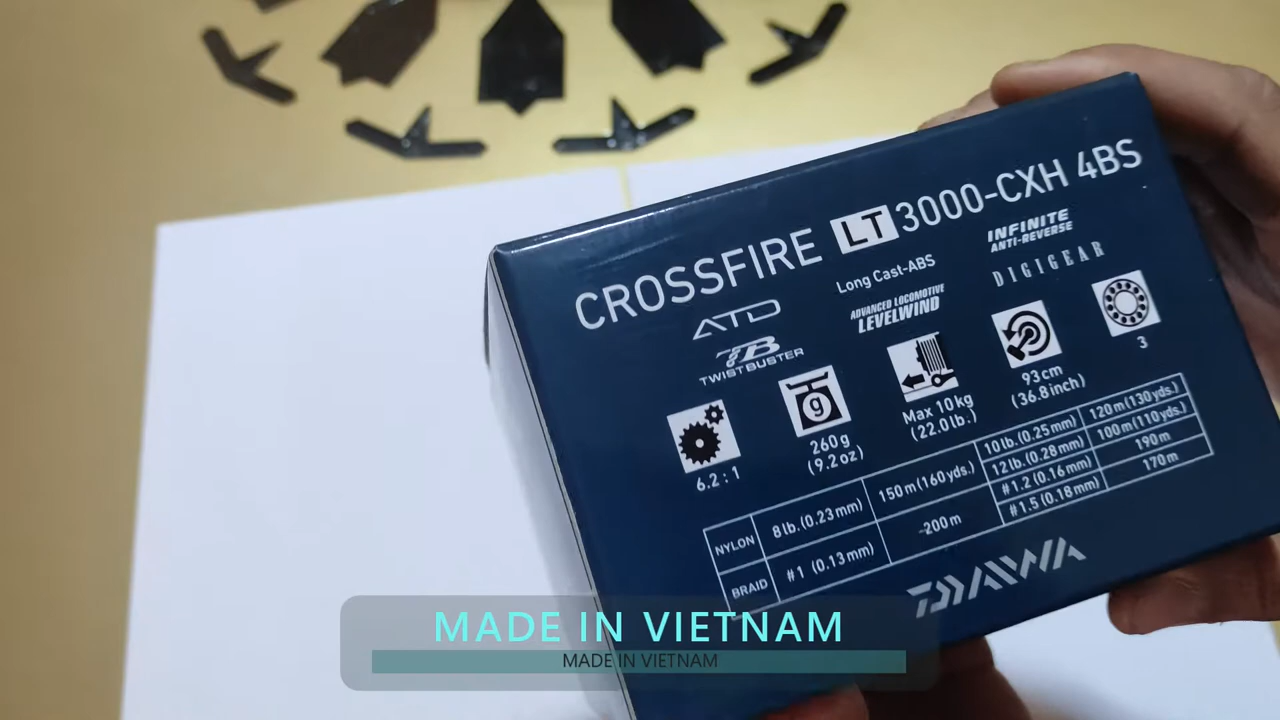 CROSSFIRE LT 3000-CXH 4BS
ATD
TWISTBUSTER
Long Cast-ABS
ADVANCED LOCOMOTIVE
LEVELWIND
INFINITE
ANTI-REVERSE
DIGIGEAR
6.2 : 1
g
260g
(9.2oz)
Max 10kg
(22.0lb.)
93cm
(36.8inch)
3
NYLON 8lb.(0.23mm) 150m(160yds.) 10lb.(0.25mm) 120m(130yds.)
12lb.(0.28mm) 100m(110yds.)
BRAID #1 (0.13mm) -200m #1.2(0.16mm) 190m
#1.5(0.18mm) 170m
DAIWA
MADE IN VIETNAM
MADE IN VIETNAM